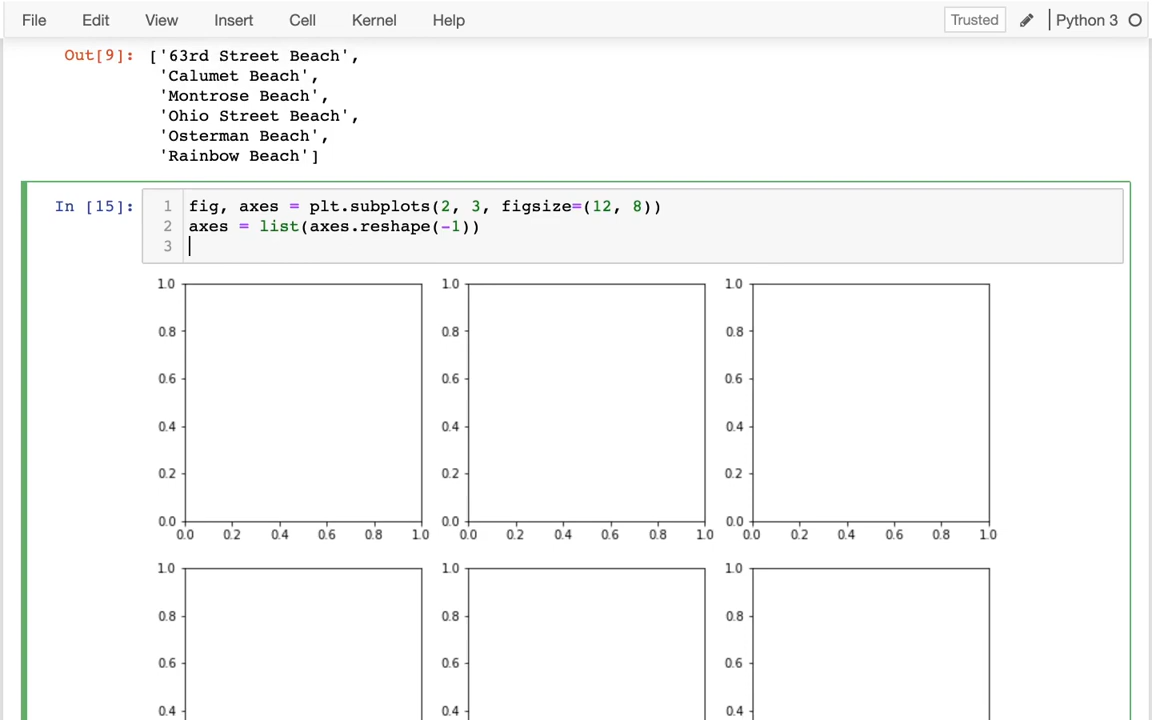 File Edit View Insert Cell Kernel Help Trusted Python 3
Out[9]: ['63rd Street Beach',
'Calumet Beach',
'Montrose Beach',
'Ohio Street Beach',
'Osterman Beach',
'Rainbow Beach']
In [15]: 1 fig, axes = plt.subplots(2, 3, figsize=(12, 8))
2 axes = list(axes.reshape(-1))
3
1.0 1.0 1.0
0.8 0.8 0.8
0.6 0.6 0.6
0.4 0.4 0.4
0.2 0.2 0.2
0.0 0.0 0.0
0.0 0.2 0.4 0.6 0.8 1.0 0.0 0.2 0.4 0.6 0.8 1.0 0.0 0.2 0.4 0.6 0.8 1.0
1.0 1.0 1.0
0.8 0.8 0.8
0.6 0.6 0.6
0.4 0.4 0.4